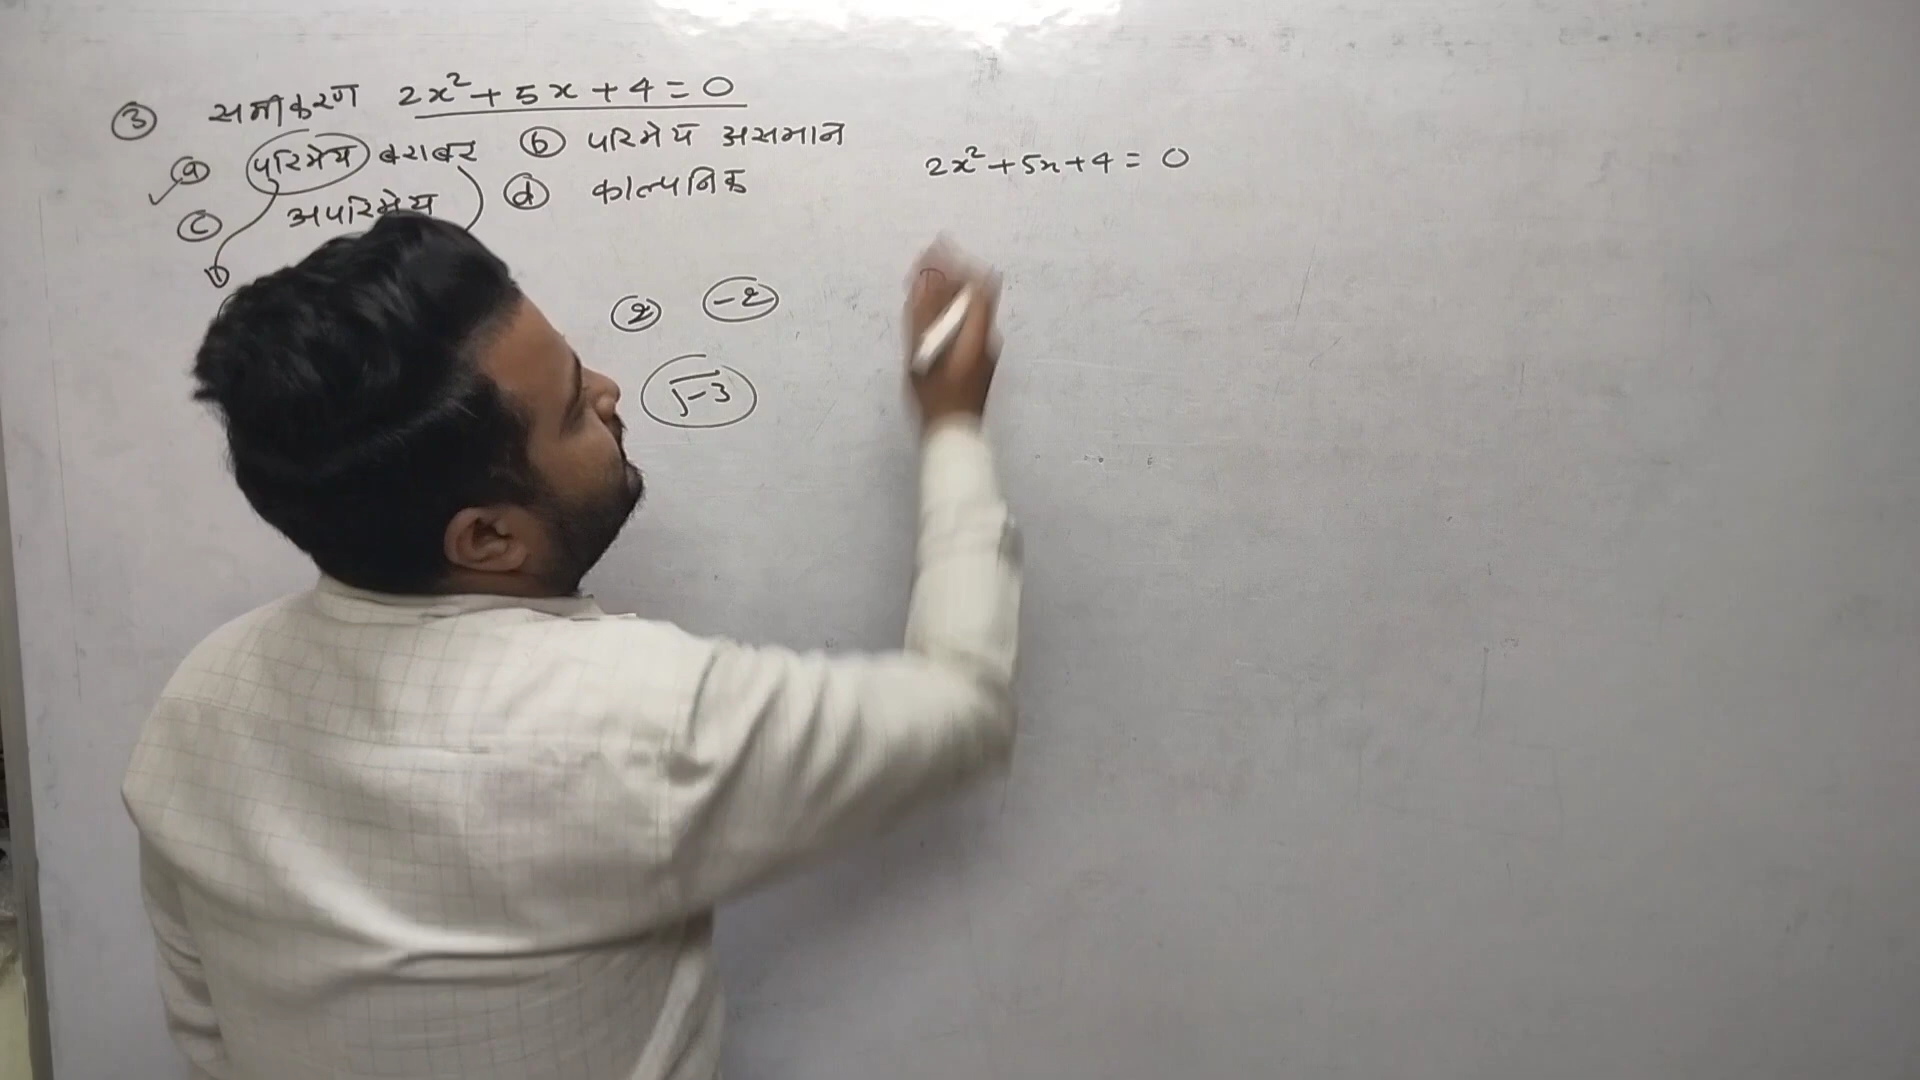 ③ समीकरण 2x²+5x+4=0
ⓐ परिमेय बराबर ⓑ परिमेय असमान
ⓒ अपरिमेय ⓓ काल्पनिक
2x²+5x+4=0
2 -2
√-3